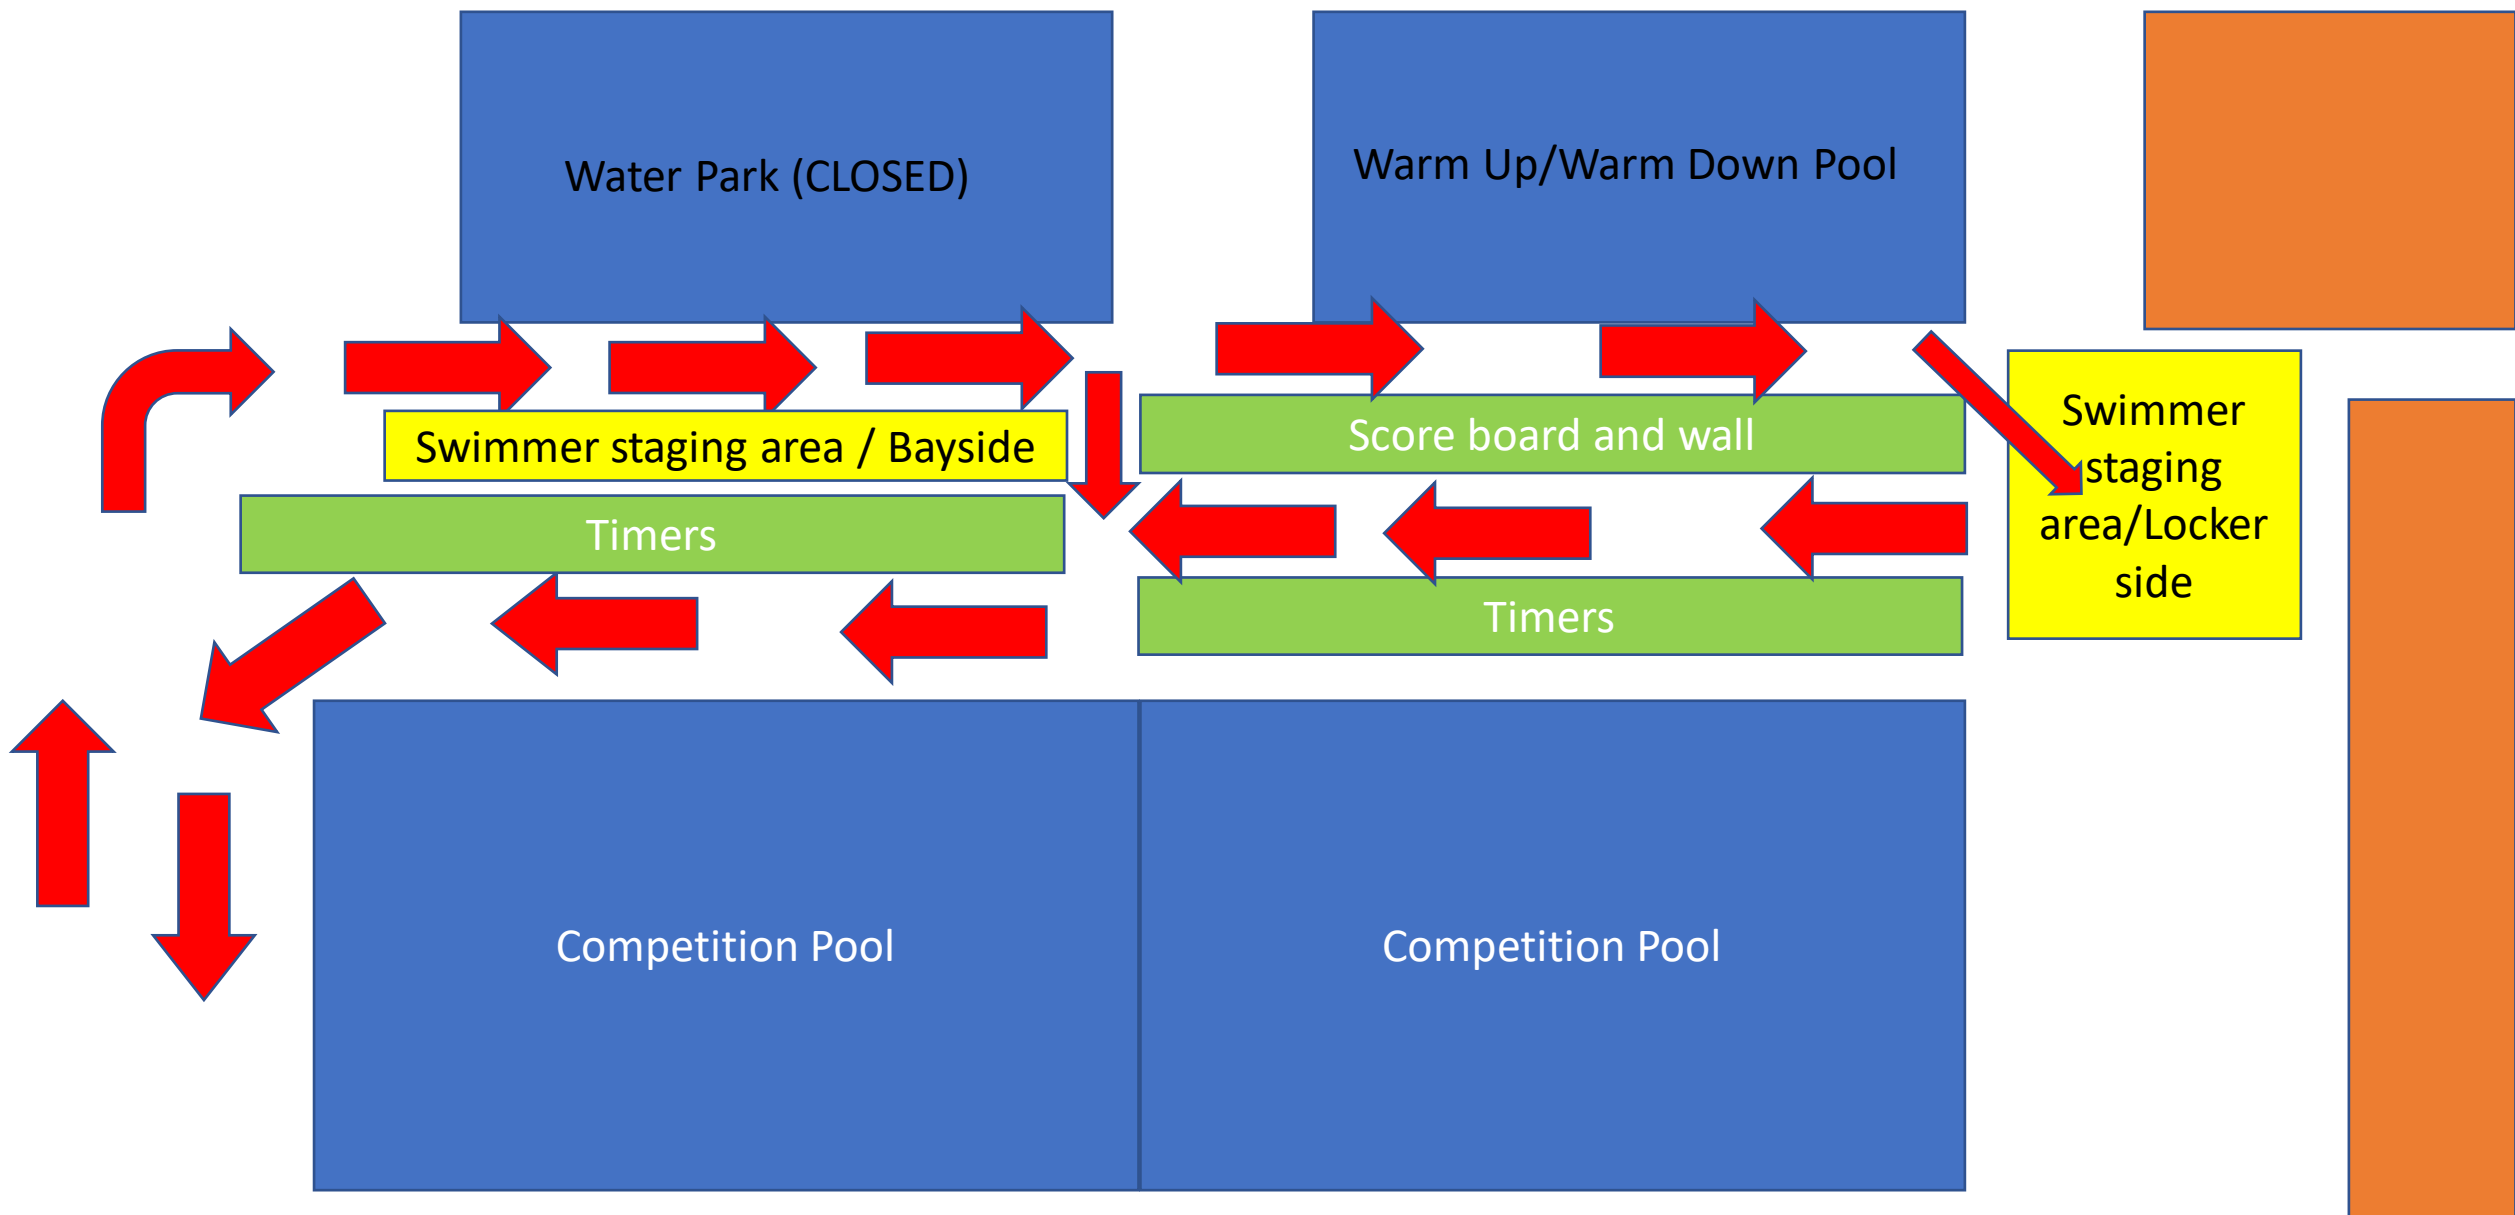 Water Park (CLOSED)
Warm Up/Warm Down Pool
Swimmer staging area / Bayside
Score board and wall
Swimmer
staging
area/Locker
side
Timers
Timers
Competition Pool
Competition Pool